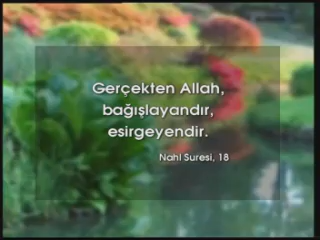 Gerçekten Allah,
bağışlayandır,
esirgeyendir.
Nahl Suresi, 18